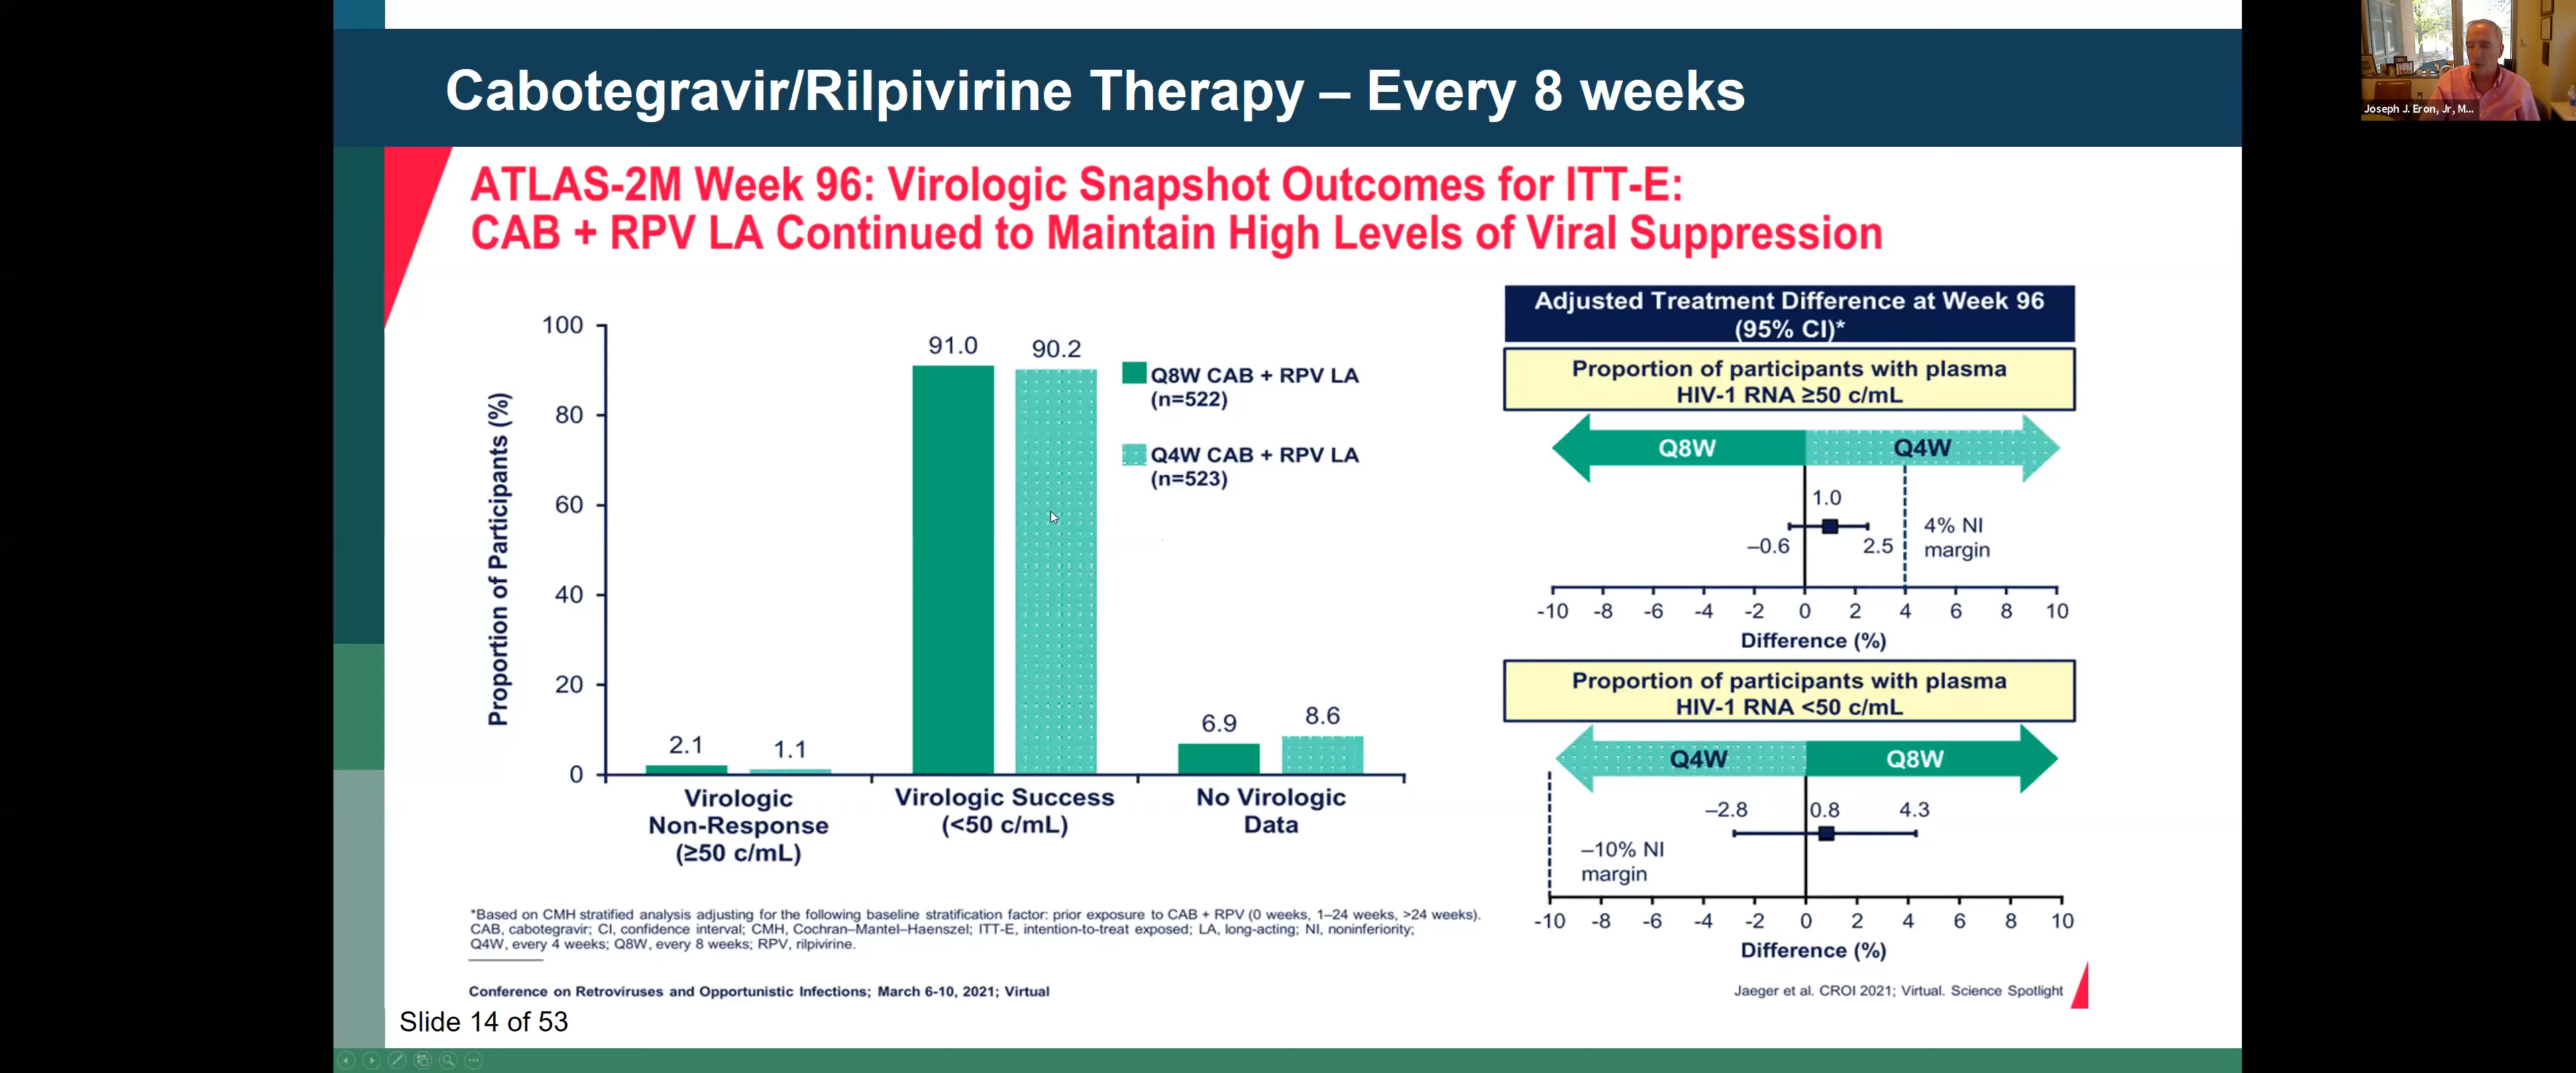 Cabotegravir/Rilpivirine Therapy – Every 8 weeks
Joseph J. Eron, Jr, M...
ATLAS-2M Week 96: Virologic Snapshot Outcomes for ITT-E:
CAB + RPV LA Continued to Maintain High Levels of Viral Suppression
Proportion of Participants (%)
100
80
60
40
20
0
91.0
90.2
2.1
1.1
6.9
8.6
Q8W CAB + RPV LA
(n=522)
Q4W CAB + RPV LA
(n=523)
Virologic
Non-Response
(≥50 c/mL)
Virologic Success
(<50 c/mL)
No Virologic
Data
Adjusted Treatment Difference at Week 96
(95% CI)*
Proportion of participants with plasma
HIV-1 RNA ≥50 c/mL
Q8W Q4W
1.0
–0.6 2.5
4% NI
margin
-10 -8 -6 -4 -2 0 2 4 6 8 10
Difference (%)
Proportion of participants with plasma
HIV-1 RNA <50 c/mL
Q4W Q8W
–2.8 0.8 4.3
–10% NI
margin
-10 -8 -6 -4 -2 0 2 4 6 8 10
Difference (%)
*Based on CMH stratified analysis adjusting for the following baseline stratification factor: prior exposure to CAB + RPV (0 weeks, 1–24 weeks, >24 weeks).
CAB, cabotegravir; CI, confidence interval; CMH, Cochran–Mantel–Haenszel; ITT-E, intention-to-treat exposed; LA, long-acting; NI, noninferiority;
Q4W, every 4 weeks; Q8W, every 8 weeks; RPV, rilpivirine.
Conference on Retroviruses and Opportunistic Infections; March 6-10, 2021; Virtual
Jaeger et al. CROI 2021; Virtual. Science Spotlight
Slide 14 of 53